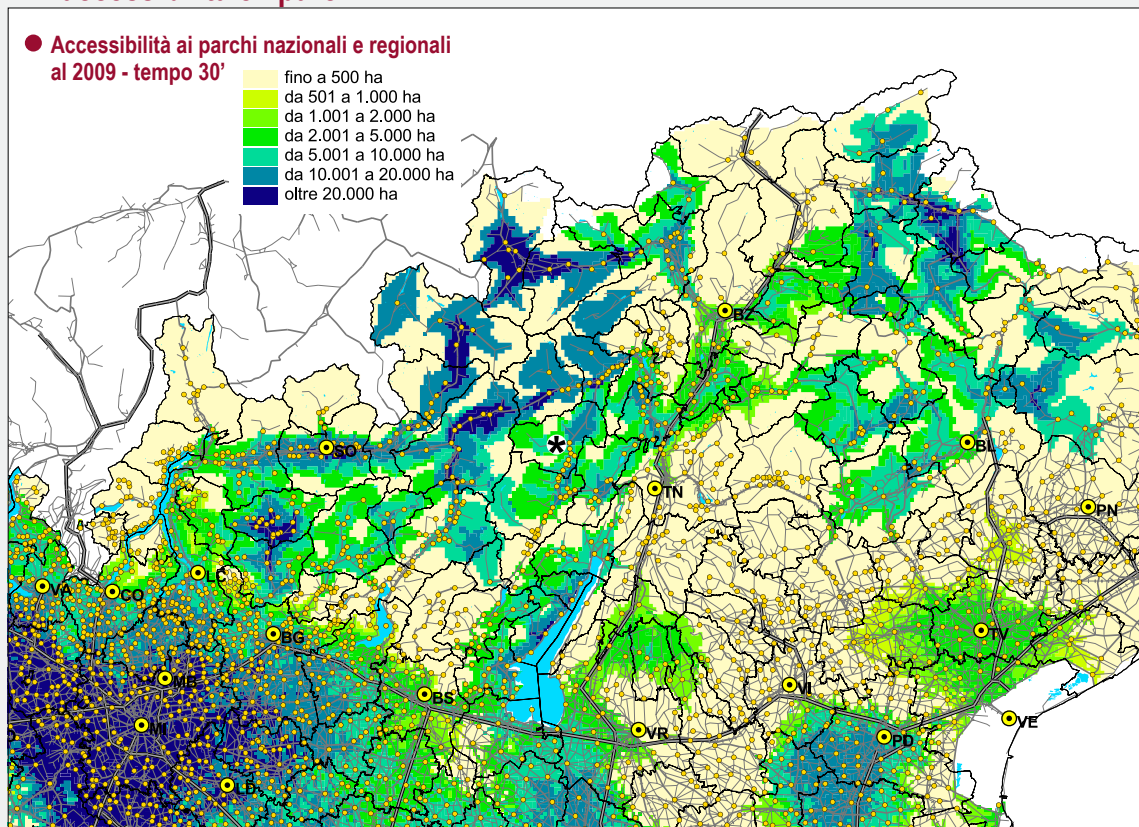 ● Accessibilità ai parchi nazionali e regionali
al 2009 - tempo 30’
fino a 500 ha
da 501 a 1.000 ha
da 1.001 a 2.000 ha
da 2.001 a 5.000 ha
da 5.001 a 10.000 ha
da 10.001 a 20.000 ha
oltre 20.000 ha
BZ
SO
*
BL
TN
PN
LC
VA
CO
BG
TV
MB
VI
BS
VE
MI
VR
PD